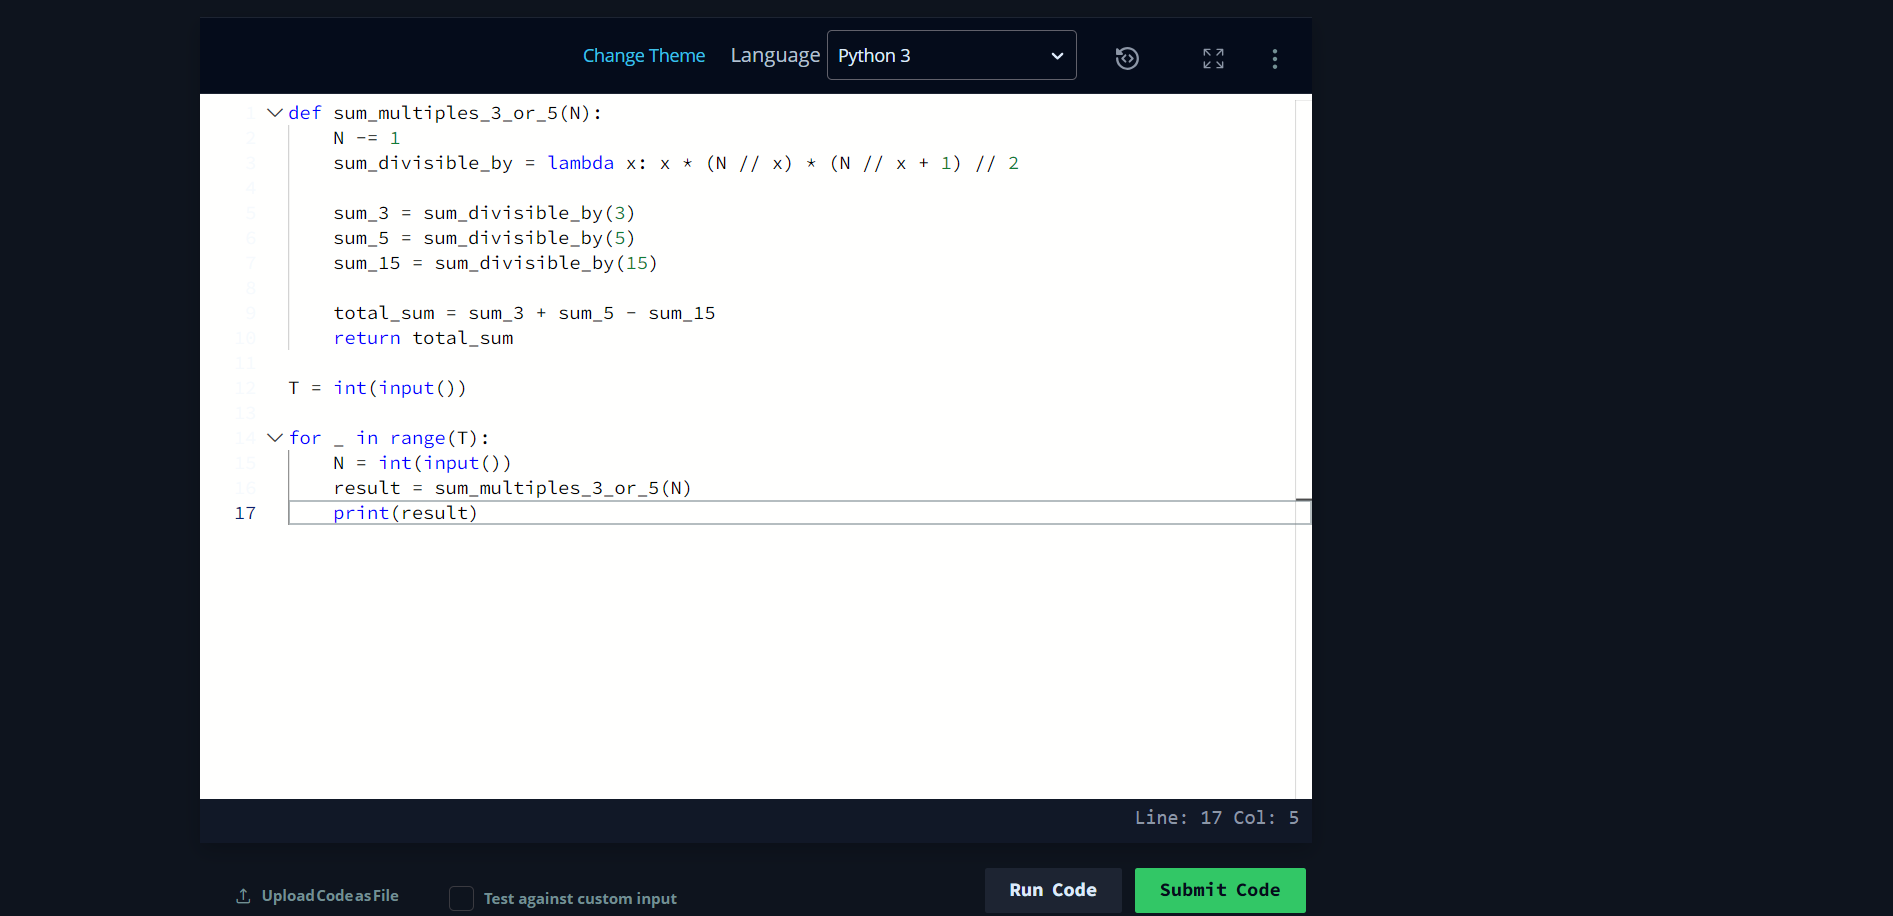 Change Theme Language Python 3
1 def sum_multiples_3_or_5(N):
2     N -= 1
3     sum_divisible_by = lambda x: x * (N // x) * (N // x + 1) // 2
4
5     sum_3 = sum_divisible_by(3)
6     sum_5 = sum_divisible_by(5)
7     sum_15 = sum_divisible_by(15)
8
9     total_sum = sum_3 + sum_5 - sum_15
10     return total_sum
11
12 T = int(input())
13
14 for _ in range(T):
15     N = int(input())
16     result = sum_multiples_3_or_5(N)
17     print(result)
Line: 17 Col: 5
Upload Code as File Test against custom input Run Code Submit Code